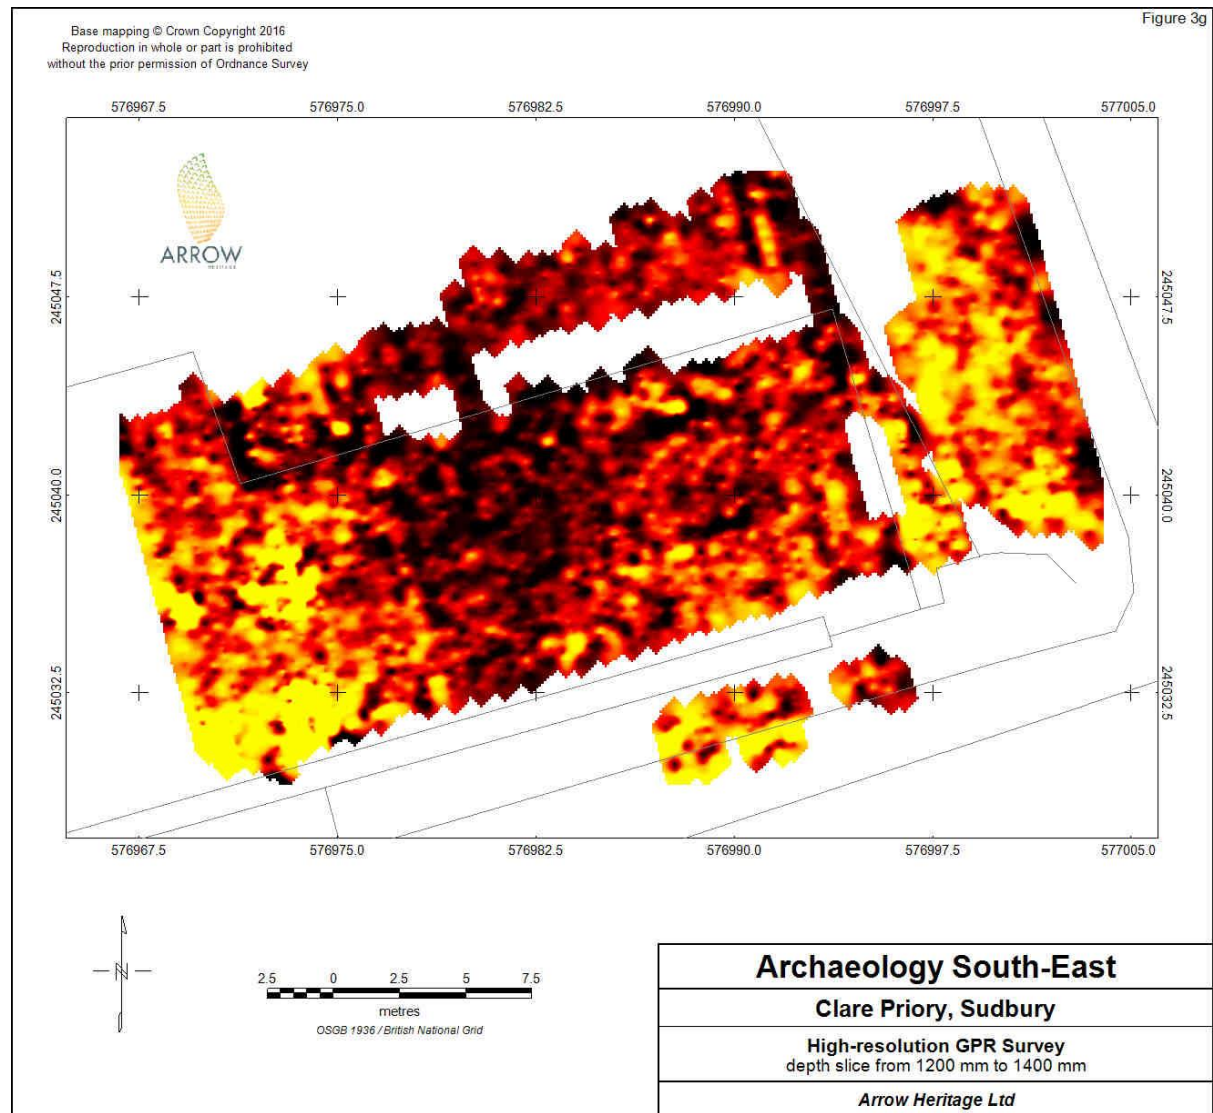 Figure 3g
Base mapping © Crown Copyright 2016
Reproduction in whole or part is prohibited
without the prior permission of Ordnance Survey
576967.5 576975.0 576982.5 576990.0 576997.5 577005.0
ARROW
HERITAGE
245047.5 245047.5
245040.0 245040.0
245032.5 245032.5
576967.5 576975.0 576982.5 576990.0 576997.5 577005.0
N
2.5 0 2.5 5 7.5
metres
OSGB 1936 / British National Grid
Archaeology South-East
Clare Priory, Sudbury
High-resolution GPR Survey
depth slice from 1200 mm to 1400 mm
Arrow Heritage Ltd